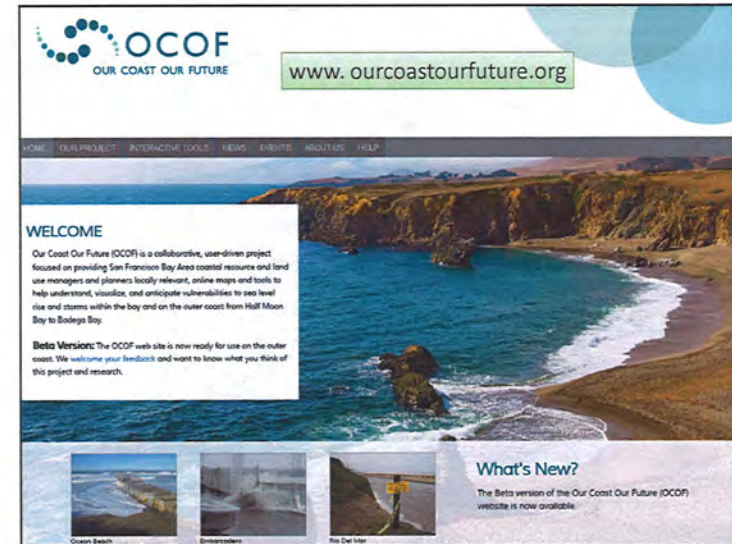 OCOF
OUR COAST OUR FUTURE
www. ourcoastourfuture.org
HOME OUR PROJECT INTERACTIVE TOOLS NEWS EVENTS ABOUT US HELP
WELCOME
Our Coast Our Future (OCOF) is a collaborative, user-driven project
focused on providing San Francisco Bay Area coastal resource and land
use managers and planners locally relevant, online maps and tools to
help understand, visualize, and anticipate vulnerabilities to sea level
rise and storms within the bay and on the outer coast from Half Moon
Bay to Bodega Bay.
Beta Version: The OCOF web site is now ready for use on the outer
coast. We welcome your feedback and want to know what you think of
this project and research.
What's New?
The Beta version of the Our Coast Our Future (OCOF)
website is now available.
Ocean Beach
Embarcadero
Rio Del Mar